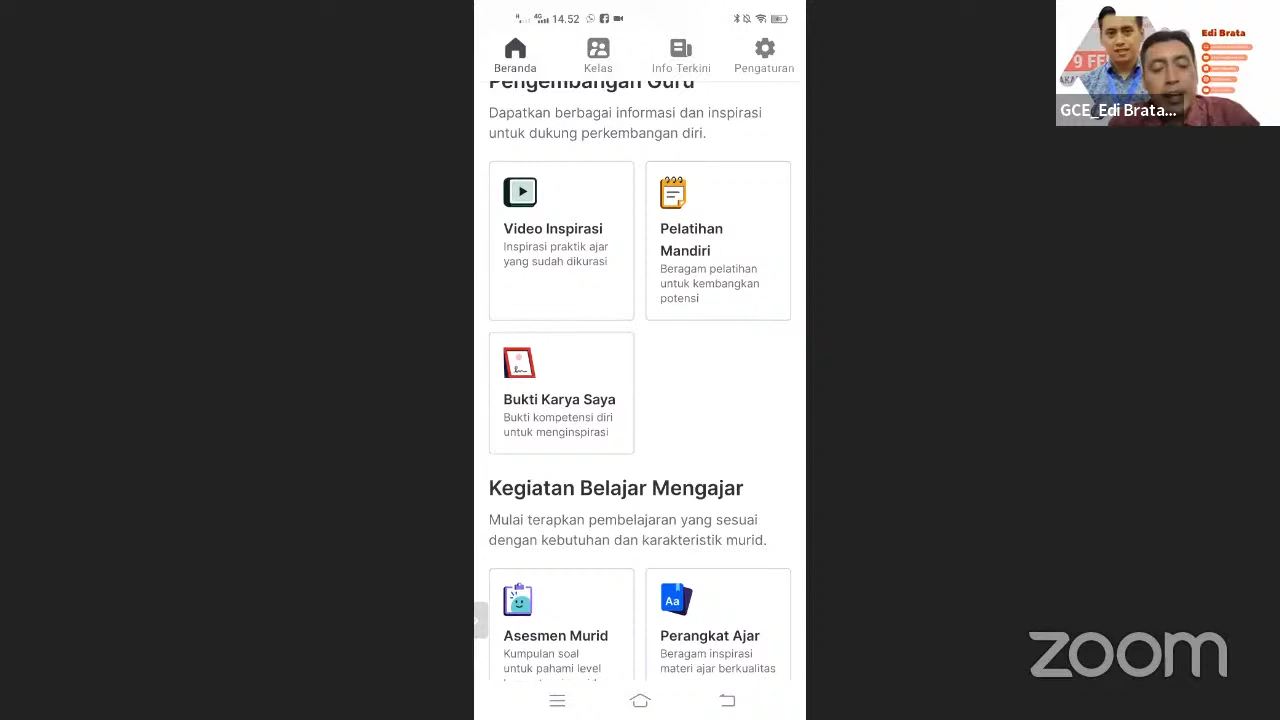 4G 14.52
Beranda
Kelas
Info Terkini
Pengaturan
Pengembangan Guru
Dapatkan berbagai informasi dan inspirasi
untuk dukung perkembangan diri.
Video Inspirasi
Inspirasi praktik ajar
yang sudah dikurasi
Pelatihan
Mandiri
Beragam pelatihan
untuk kembangkan
potensi
Bukti Karya Saya
Bukti kompetensi diri
untuk menginspirasi
Kegiatan Belajar Mengajar
Mulai terapkan pembelajaran yang sesuai
dengan kebutuhan dan karakteristik murid.
Asesmen Murid
Kumpulan soal
untuk pahami level
Aa
Perangkat Ajar
Beragam inspirasi
materi ajar berkualitas
Edi Brata
9 FE
GCE_Edi Brata...
zoom